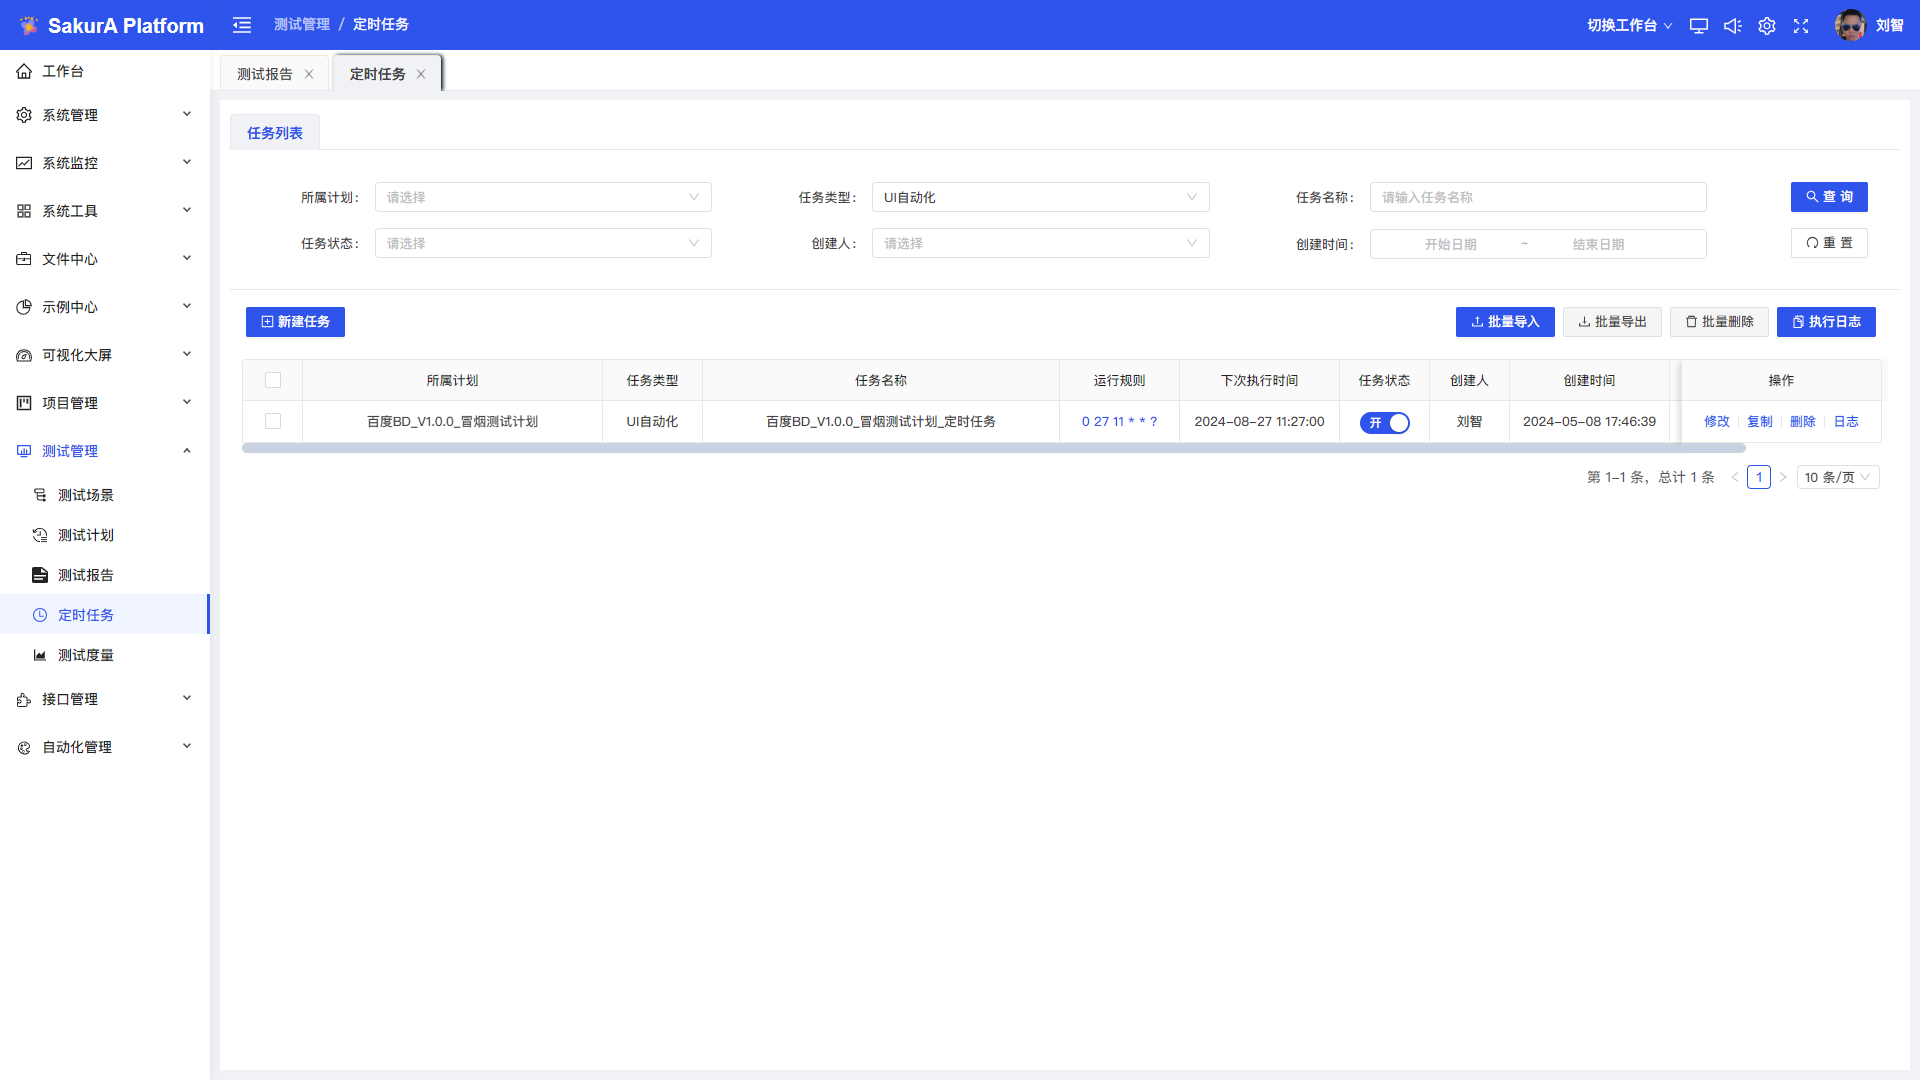 SakurA Platform
测试管理 / 定时任务
切换工作台
刘智
工作台
系统管理
系统监控
系统工具
文件中心
示例中心
可视化大屏
项目管理
测试管理
测试场景
测试计划
测试报告
定时任务
测试度量
接口管理
自动化管理
测试报告
定时任务
任务列表
所属计划： 请选择
任务类型： UI自动化
任务名称： 请输入任务名称
查 询
任务状态： 请选择
创建人： 请选择
创建时间： 开始日期 ~ 结束日期
重 置
新建任务
批量导入 批量导出 批量删除 执行日志
所属计划 任务类型 任务名称 运行规则 下次执行时间 任务状态 创建人 创建时间 操作
百度BD_V1.0.0_冒烟测试计划 UI自动化 百度BD_V1.0.0_冒烟测试计划_定时任务 0 27 11 * * ? 2024-08-27 11:27:00 开 刘智 2024-05-08 17:46:39 修改 复制 删除 日志
第 1-1 条，总计 1 条 < 1 > 10 条/页